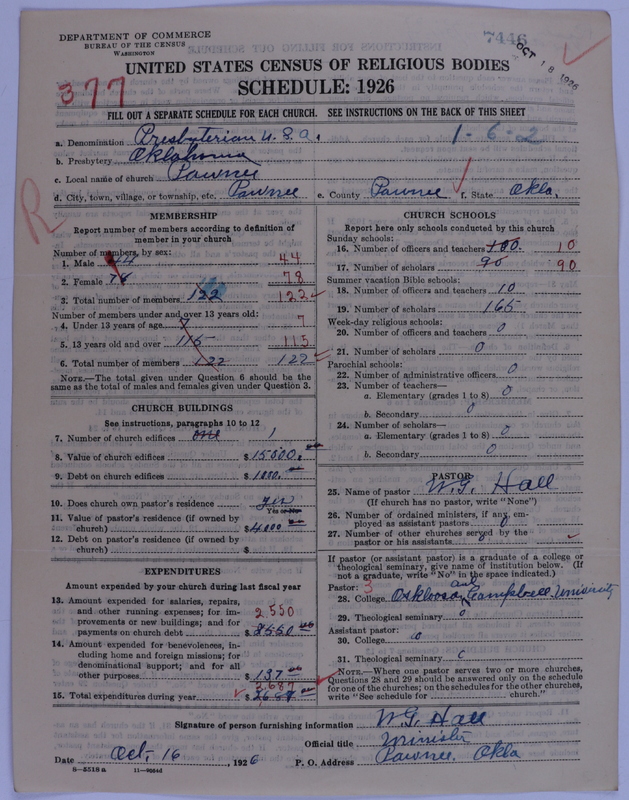 DEPARTMENT OF COMMERCE
BUREAU OF THE CENSUS
WASHINGTON
7446
OCT 18 1926
UNITED STATES CENSUS OF RELIGIOUS BODIES
377
SCHEDULE: 1926
FILL OUT A SEPARATE SCHEDULE FOR EACH CHURCH. SEE INSTRUCTIONS ON THE BACK OF THIS SHEET
a. Denomination Presbyterian U.S.A. 1-6-2
b. Presbytery Oklahoma
c. Local name of church Pawnee
d. City, town, village, or township, etc. Pawnee e. County Pawnee f. State Okla.
R
MEMBERSHIP
Report number of members according to definition of
member in your church
Number of members, by sex:
1. Male 44 44
2. Female 78 78
3. Total number of members 122 122
Number of members under and over 13 years old:
4. Under 13 years of age 7 7
5. 13 years old and over 115 115
6. Total number of members 122 122
NOTE.—The total given under Question 6 should be
the same as the total of males and females given under Question 3.
CHURCH BUILDINGS
See instructions, paragraphs 10 to 12
7. Number of church edifices one 1
8. Value of church edifices $15000.
9. Debt on church edifices $1000.
10. Does church own pastor's residence yes
Yes or No
11. Value of pastor's residence (if owned by
church) $4000
12. Debt on pastor's residence (if owned by
church) $
EXPENDITURES
Amount expended by your church during last fiscal year
13. Amount expended for salaries, repairs,
and other running expenses; for im-
provements or new buildings; and for
payments on church debt $2550 2,550
14. Amount expended for benevolences, in-
cluding home and foreign missions; for
denominational support; and for all
other purposes $137.00
3,687
15. Total expenditures during year $2687
CHURCH SCHOOLS
Report here only schools conducted by this church
Sunday schools:
16. Number of officers and teachers 10
17. Number of scholars 90 90
Summer vacation Bible schools:
18. Number of officers and teachers 10
19. Number of scholars 165
Week-day religious schools:
20. Number of officers and teachers 0
21. Number of scholars 0
Parochial schools:
22. Number of administrative officers 0
23. Number of teachers—
a. Elementary (grades 1 to 8) 0
b. Secondary 0
24. Number of scholars—
a. Elementary (grades 1 to 8) 0
b. Secondary 0
PASTOR
25. Name of pastor W.G. Hall
(If church has no pastor, write "None")
26. Number of ordained ministers, if any, em-
ployed as assistant pastors 0
27. Number of other churches served by the
pastor or his assistants 0
If pastor (or assistant pastor) is a graduate of a college or
theological seminary, give name of institution below. (If
not a graduate, write "No" in the space indicated.)
Pastor: 3 and
28. College Oskloosa, Campbell University
29. Theological seminary 0
Assistant pastor:
30. College 0
31. Theological seminary 0
NOTE.—Where one pastor serves two or more churches,
Questions 28 and 29 should be answered only on the schedule
for one of the churches; on the schedules for the other churches,
write "See schedule for church."
Signature of person furnishing information W.G. Hall
Official title Minister
Date Oct, 16, 1926 P. O. Address Pawnee, Okla
8-5518a 11-9664d